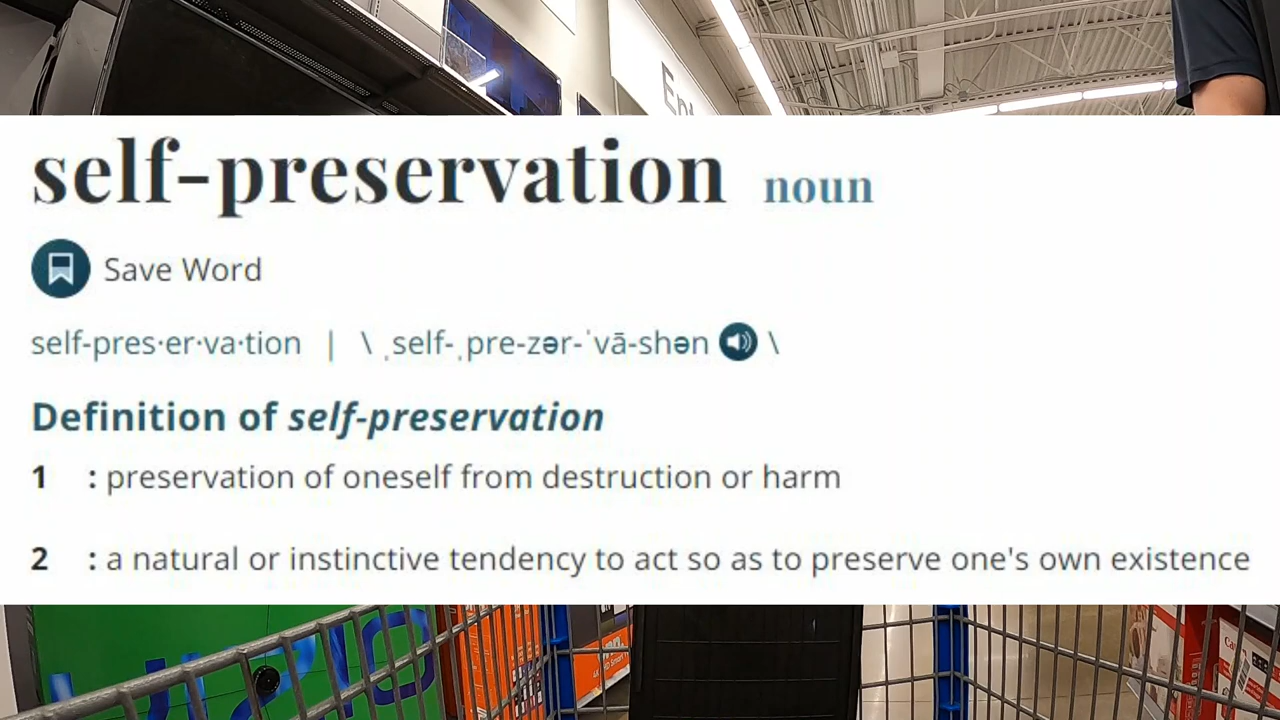 En
self-preservation noun
Save Word
self-pres·er·va·tion | \ ˌself-ˌpre-zər-ˈvā-shən \
Definition of self-preservation
1 : preservation of oneself from destruction or harm
2 : a natural or instinctive tendency to act so as to preserve one's own existence